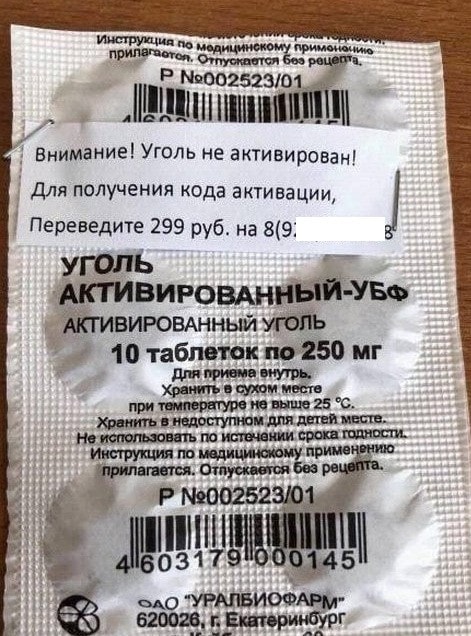 Инструкция по медицинскому применению
прилагается. Отпускается без рецепта.
Р №002523/01
Внимание! Уголь не активирован!
Для получения кода активации,
Переведите 299 руб. на 8(92 8
УГОЛЬ
АКТИВИРОВАННЫЙ-УБФ
АКТИВИРОВАННЫЙ УГОЛЬ
10 таблеток по 250 мг
Для приема внутрь.
Хранить в сухом месте
при температуре не выше 25 °С.
Хранить в недоступном для детей месте.
Не использовать по истечении срока годности.
Инструкция по медицинскому применению
прилагается. Отпускается без рецепта.
Р №002523/01
4 603179 000145
ОАО "УРАЛБИОФАРМ"
620026, г. Екатеринбург